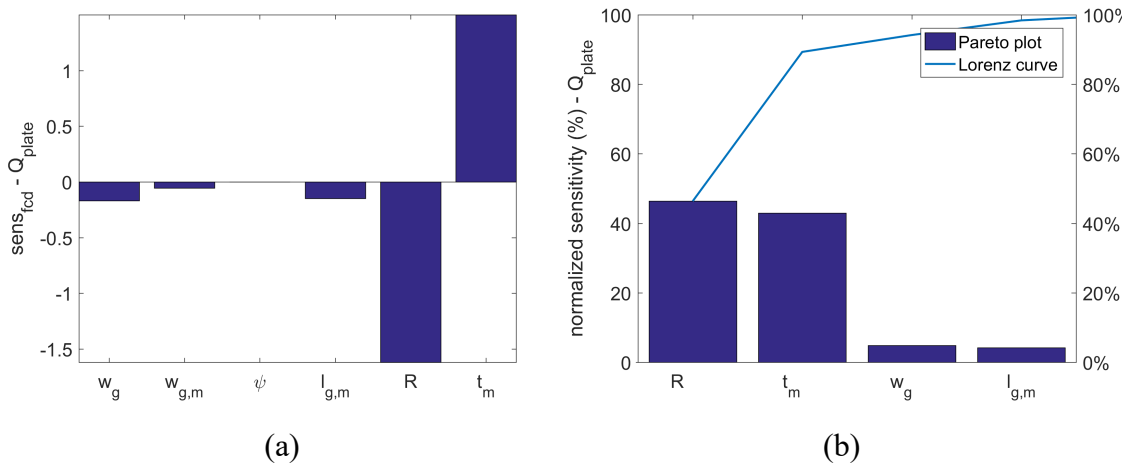 sens_fcd - Q_plate
1
0.5
0
-0.5
-1
-1.5
w_g
w_g,m
ψ
l_g,m
R
t_m
(a)
normalized sensitivity (%) - Q_plate
100
80
60
40
20
0
Pareto plot
Lorenz curve
100%
80%
60%
40%
20%
0%
R
t_m
w_g
l_g,m
(b)